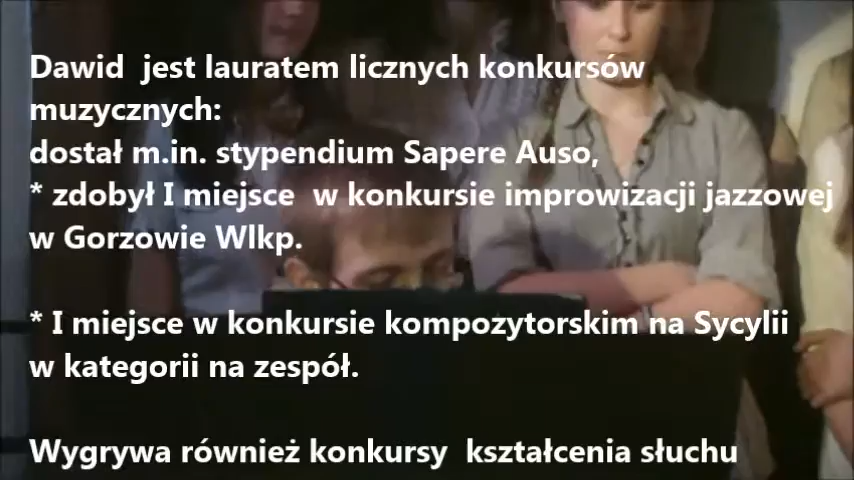 Dawid jest lauratem licznych konkursów
muzycznych:
dostał m.in. stypendium Sapere Auso,
* zdobył I miejsce w konkursie improwizacji jazzowej
w Gorzowie Wlkp.
* I miejsce w konkursie kompozytorskim na Sycylii
w kategorii na zespół.
Wygrywa również konkursy kształcenia słuchu